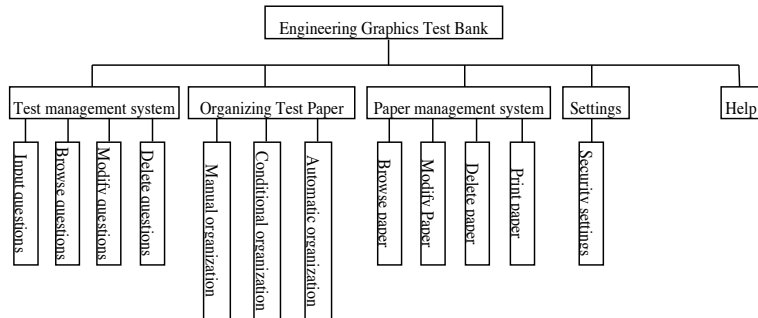 Engineering Graphics Test Bank
Test management system
Organizing Test Paper
Paper management system
Settings
Help
Input questions
Browse questions
Modify questions
Delete questions
Manual organization
Conditional organization
Automatic organization
Browse paper
Modify Paper
Delete paper
Print paper
Security settings